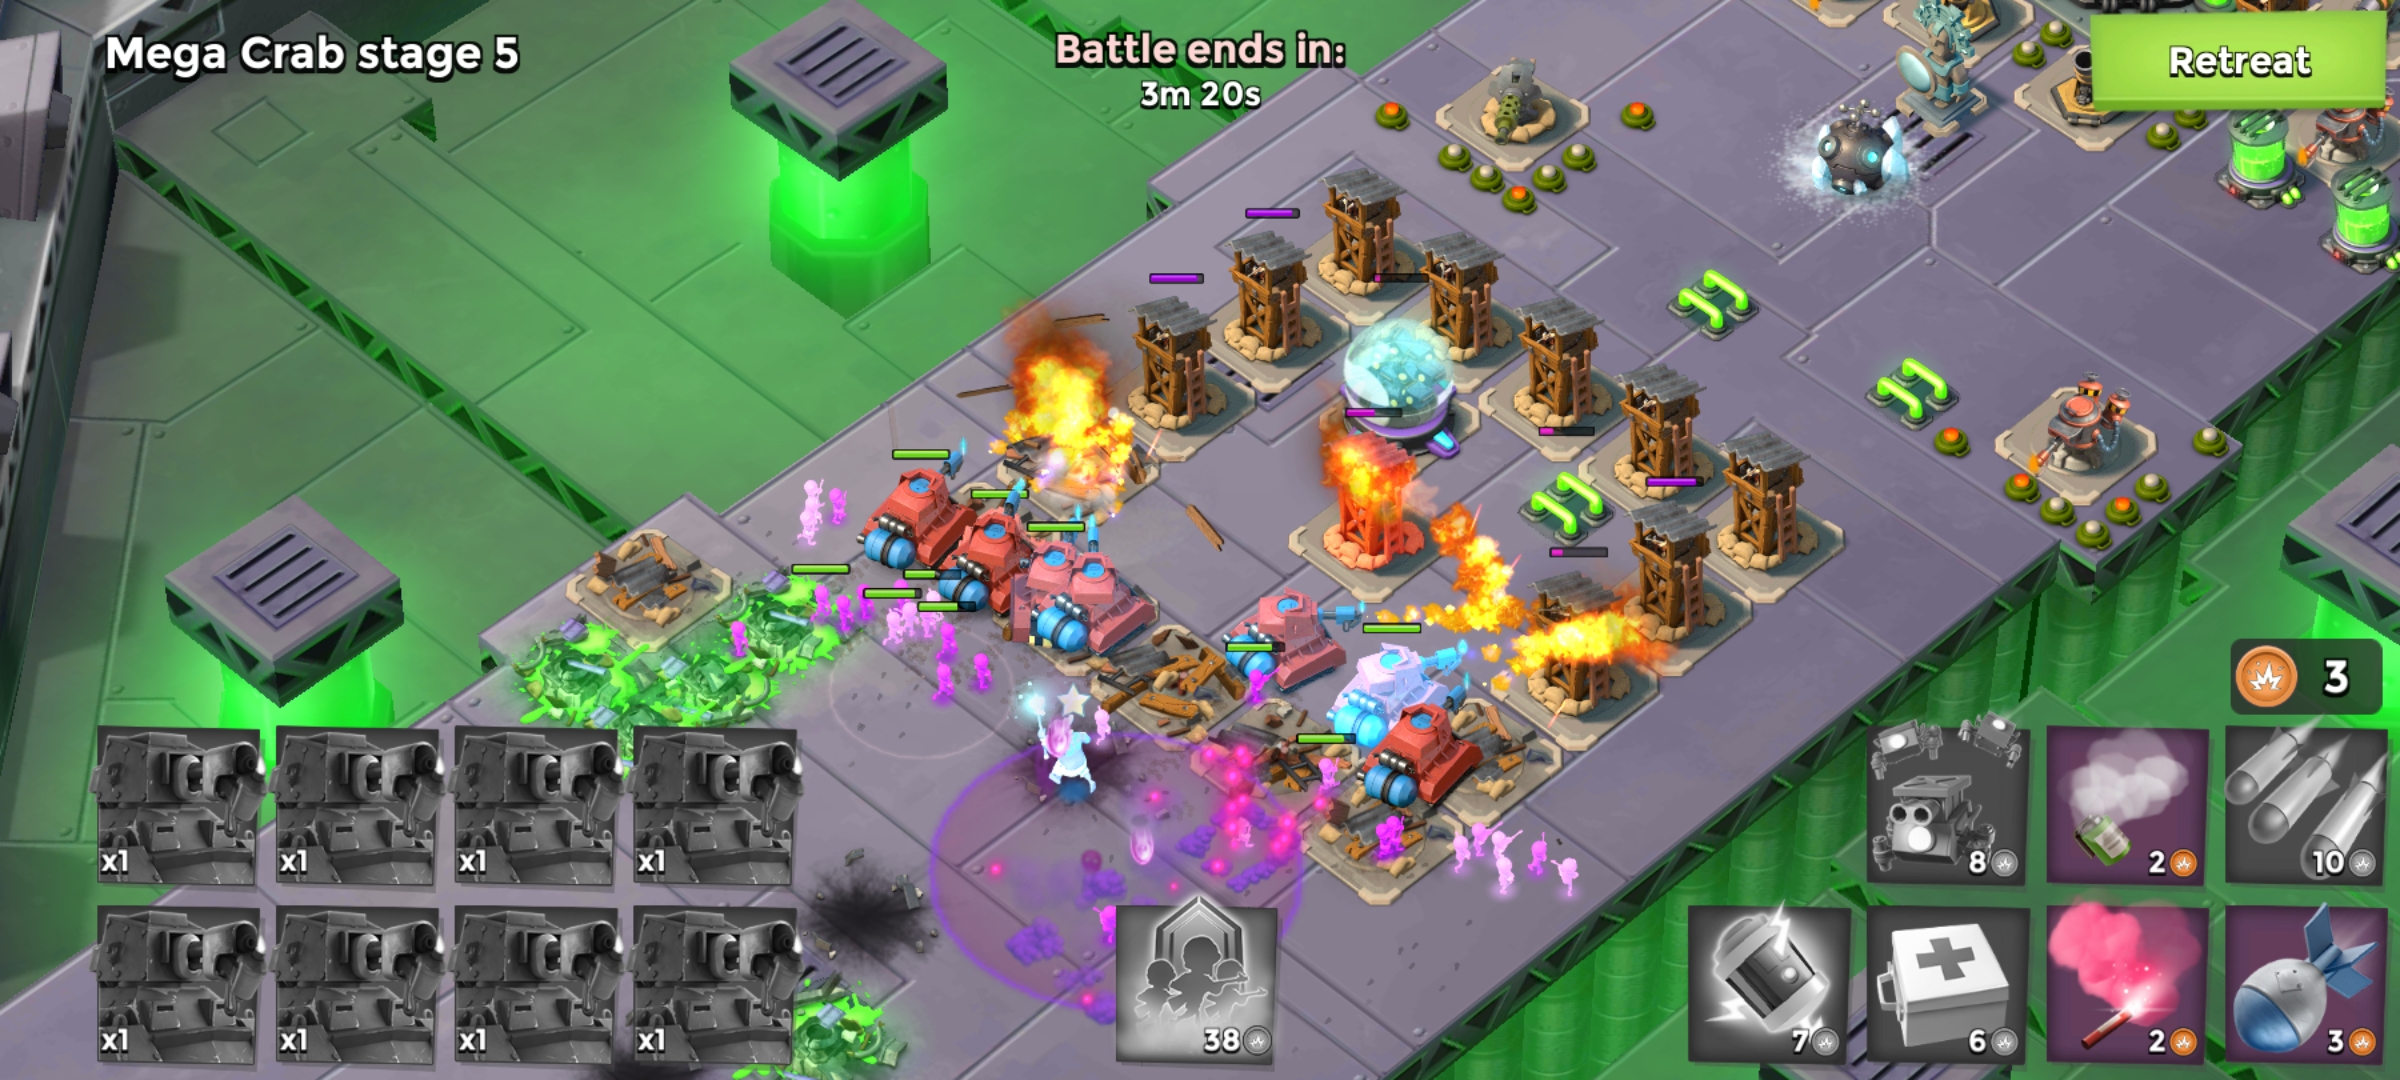 Mega Crab stage 5
Battle ends in:
3m 20s
Retreat
3
x1
x1
x1
x1
8
2
10
x1
x1
x1
x1
38
7
6
2
3